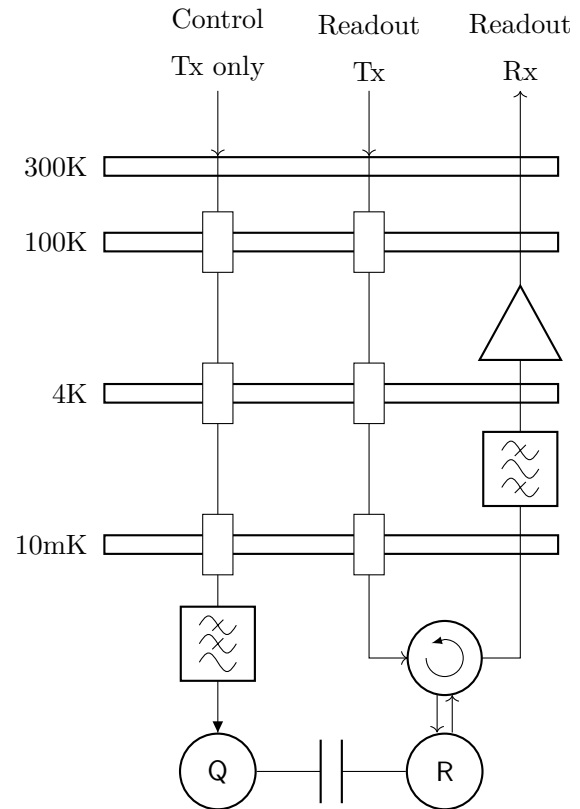 Control
Tx only
Readout
Tx
Readout
Rx
300K
100K
4K
10mK
Q
R